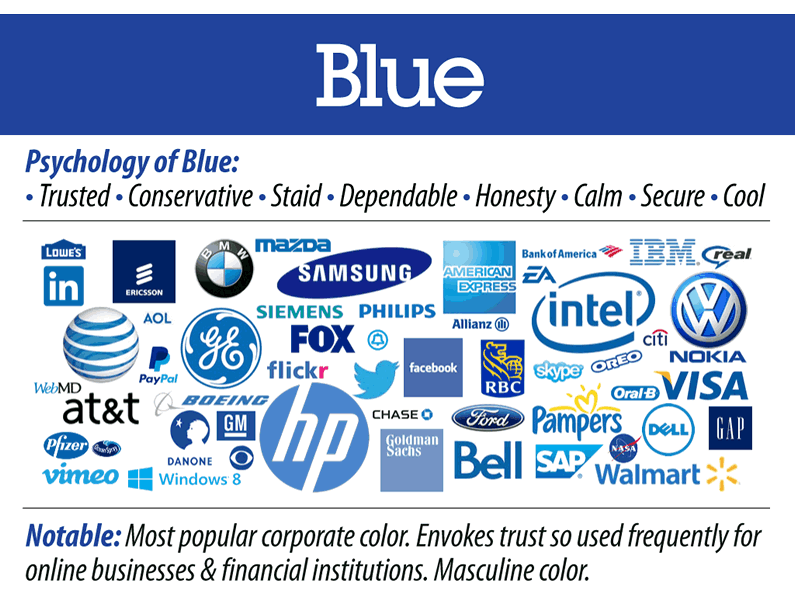 Blue
Psychology of Blue:
• Trusted • Conservative • Staid • Dependable • Honesty • Calm • Secure • Cool
LOWE'S
in
ERICSSON
BMW
mazda
SAMSUNG
AMERICAN
EXPRESS
Bank of America
IBM
real
EA
intel
SIEMENS
PHILIPS
Allianz
AOL
GE
FOX
citi
NOKIA
PayPal
flickr
facebook
RBC
skype
OREO
WebMD
at&t
BOEING
hp
CHASE
Ford
Pampers
Oral-B
VISA
GM
DANONE
Goldman
Sachs
DELL
GAP
Pfizer
Bell
SAP
NASA
Walmart
vimeo
Windows 8
Notable: Most popular corporate color. Envokes trust so used frequently for
online businesses & financial institutions. Masculine color.